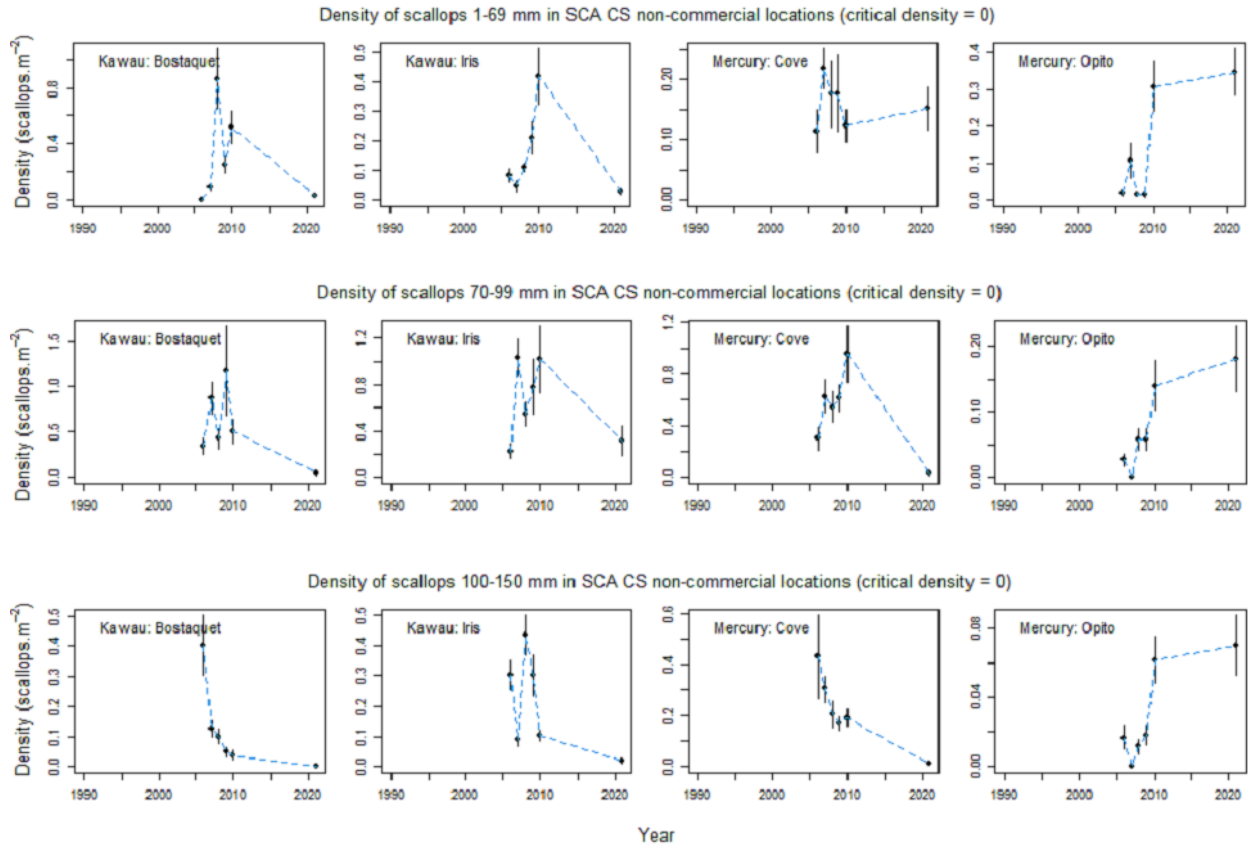 Density of scallops 1-69 mm in SCA CS non-commercial locations (critical density = 0)
Density (scallops.m⁻²)
Kawau: Bostaquet
0.0 0.4 0.8
1990 2000 2010 2020
Kawau: Iris
0.0 0.1 0.2 0.3 0.4 0.5
1990 2000 2010 2020
Mercury: Cove
0.00 0.10 0.20
1990 2000 2010 2020
Mercury: Opito
0.0 0.1 0.2 0.3 0.4
1990 2000 2010 2020
Density of scallops 70-99 mm in SCA CS non-commercial locations (critical density = 0)
Density (scallops.m⁻²)
Kawau: Bostaquet
0.0 0.5 1.0 1.5
1990 2000 2010 2020
Kawau: Iris
0.0 0.4 0.8 1.2
1990 2000 2010 2020
Mercury: Cove
0.0 0.4 0.8 1.2
1990 2000 2010 2020
Mercury: Opito
0.00 0.10 0.20
1990 2000 2010 2020
Density of scallops 100-150 mm in SCA CS non-commercial locations (critical density = 0)
Density (scallops.m⁻²)
Kawau: Bostaquet
0.0 0.1 0.2 0.3 0.4 0.5
1990 2000 2010 2020
Kawau: Iris
0.0 0.1 0.2 0.3 0.4 0.5
1990 2000 2010 2020
Mercury: Cove
0.0 0.2 0.4 0.6
1990 2000 2010 2020
Mercury: Opito
0.00 0.04 0.08
1990 2000 2010 2020
Year